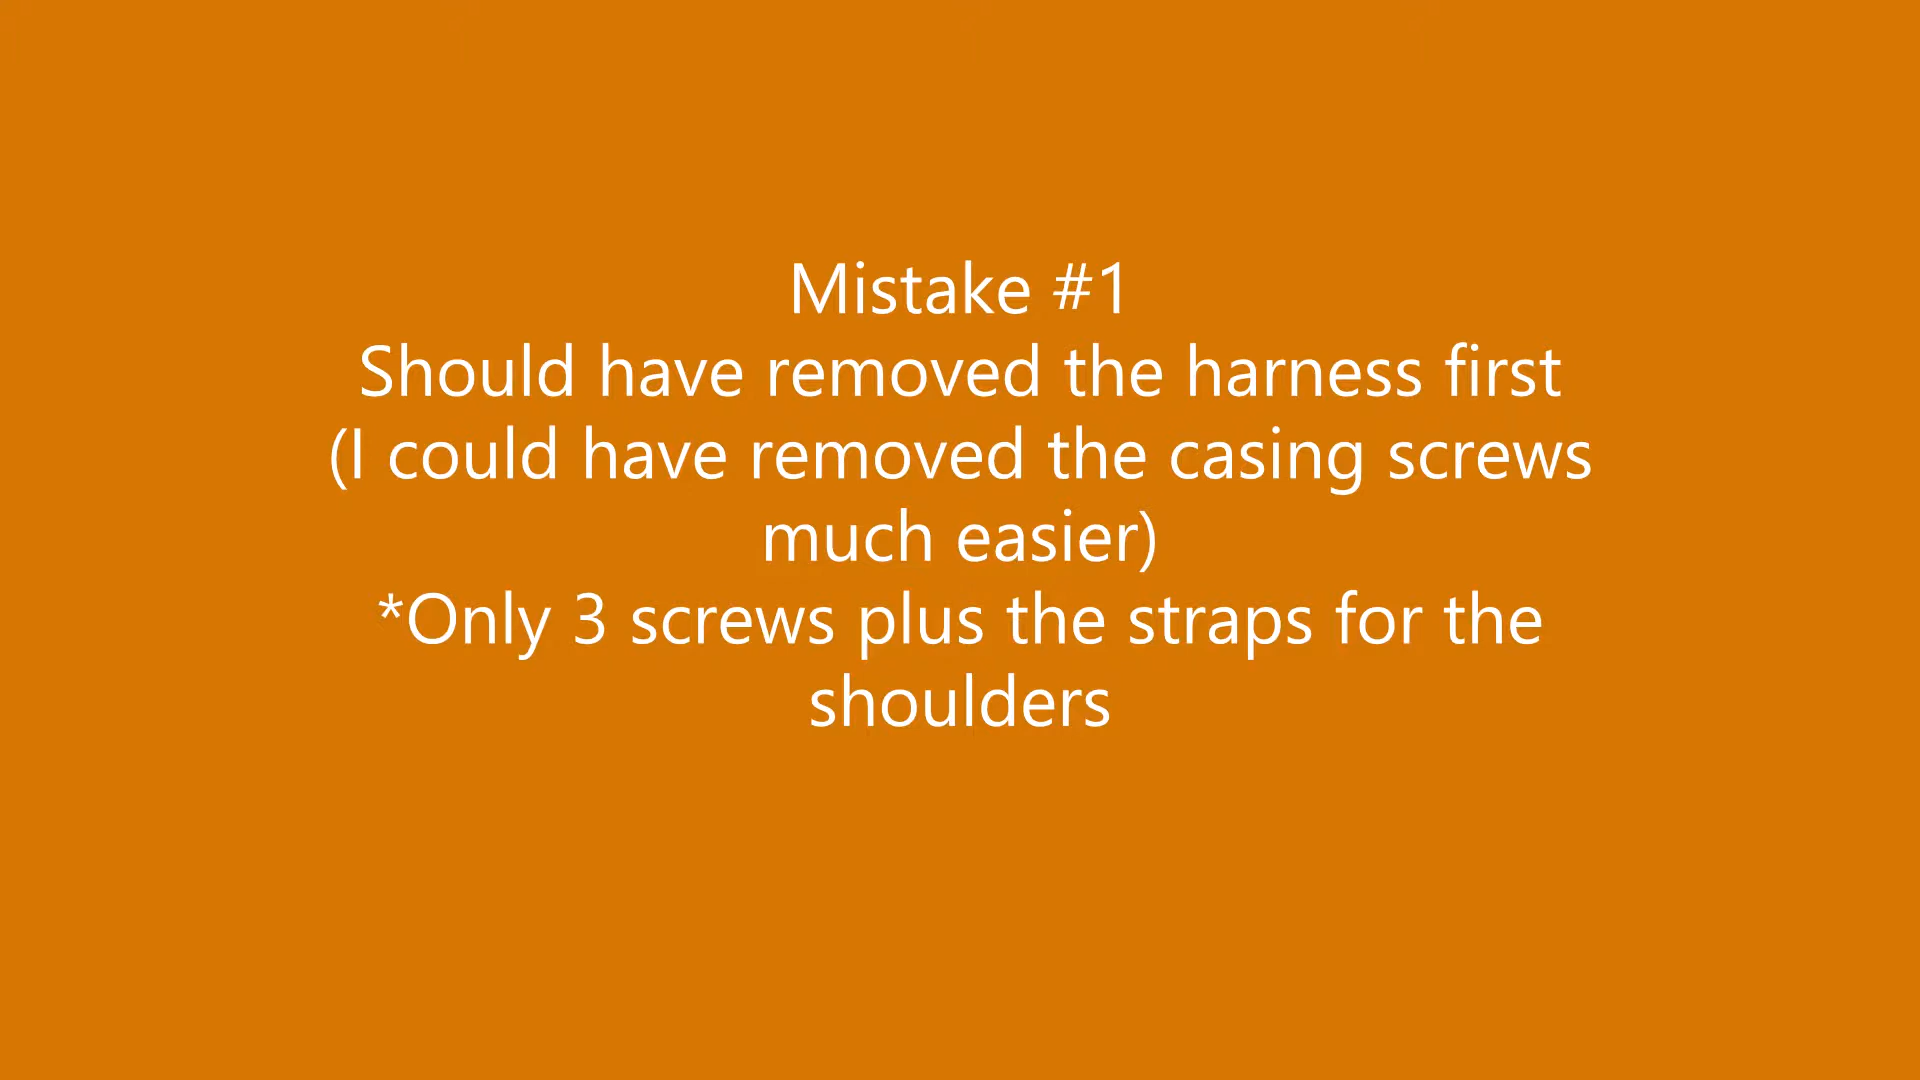 Mistake #1
Should have removed the harness first
(I could have removed the casing screws
much easier)
*Only 3 screws plus the straps for the
shoulders